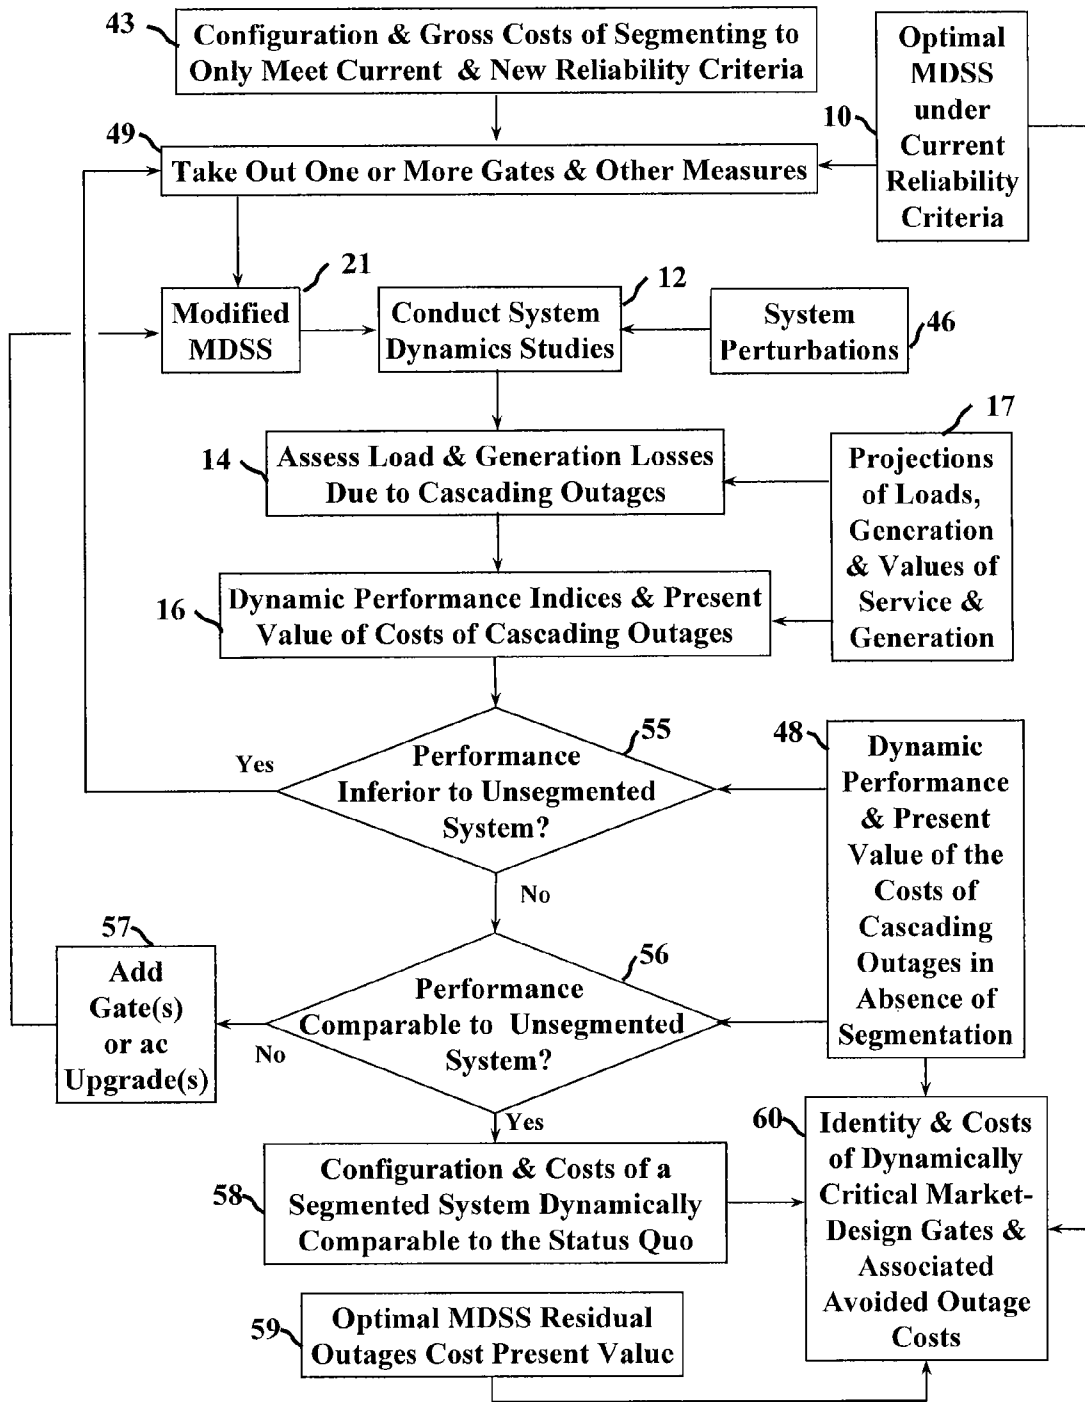 43
Configuration & Gross Costs of Segmenting to
Only Meet Current & New Reliability Criteria
10
Optimal
MDSS
under
Current
Reliability
Criteria
49
Take Out One or More Gates & Other Measures
21
Modified
MDSS
12
Conduct System
Dynamics Studies
System
Perturbations
46
14
Assess Load & Generation Losses
Due to Cascading Outages
17
Projections
of Loads,
Generation
& Values of
Service &
Generation
16
Dynamic Performance Indices & Present
Value of Costs of Cascading Outages
55
Performance
Inferior to Unsegmented
System?
Yes
No
48
Dynamic
Performance
& Present
Value of the
Costs of
Cascading
Outages in
Absence of
Segmentation
57
Add
Gate(s)
or ac
Upgrade(s)
56
Performance
Comparable to Unsegmented
System?
No
Yes
58
Configuration & Costs of a
Segmented System Dynamically
Comparable to the Status Quo
60
Identity & Costs
of Dynamically
Critical Market-
Design Gates &
Associated
Avoided Outage
Costs
59
Optimal MDSS Residual
Outages Cost Present Value